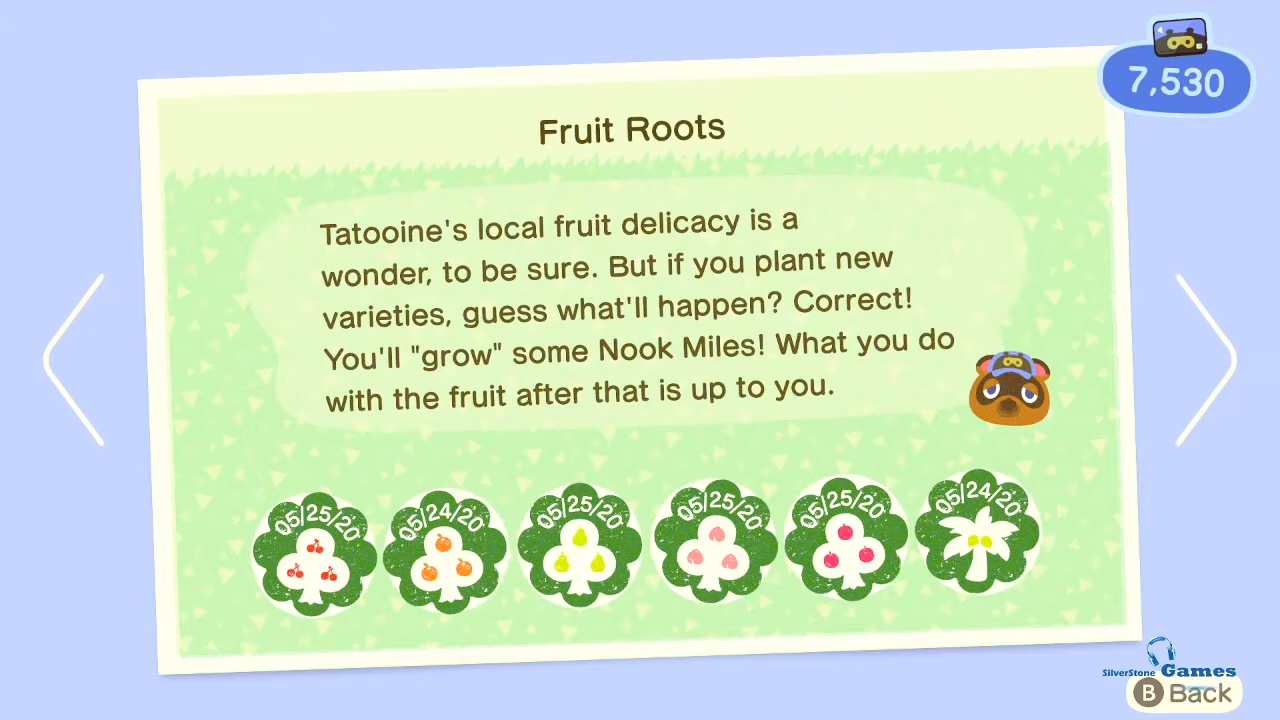 7,530
Fruit Roots
Tatooine's local fruit delicacy is a
wonder, to be sure. But if you plant new
varieties, guess what'll happen? Correct!
You'll "grow" some Nook Miles! What you do
with the fruit after that is up to you.
05/25/20 05/24/20 05/25/20 05/25/20 05/25/20 05/24/20
SilverStone Games
B Back